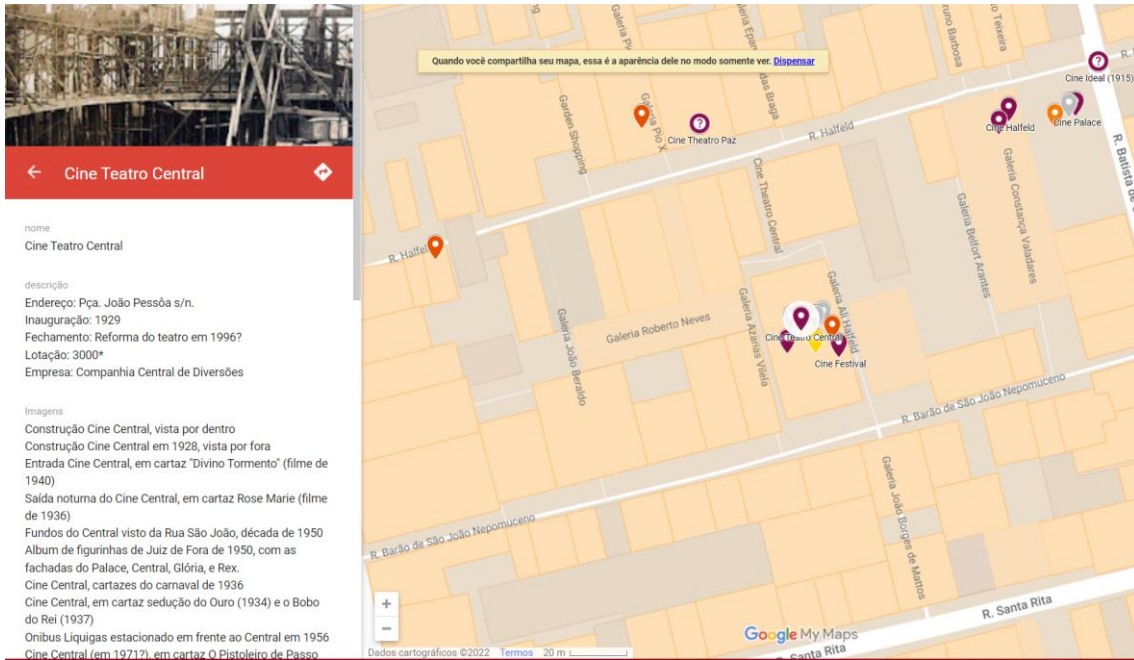 Cine Teatro Central
nome
Cine Teatro Central
descrição
Endereço: Pça. João Pessôa s/n.
Inauguração: 1929
Fechamento: Reforma do teatro em 1996?
Lotação: 3000*
Empresa: Companhia Central de Diversões
Imagens
Construção Cine Central, vista por dentro
Construção Cine Central em 1928, vista por fora
Entrada Cine Central, em cartaz "Divino Tormento" (filme de
1940)
Saída noturna do Cine Central, em cartaz Rose Marie (filme
de 1936)
Fundos do Central visto da Rua São João, década de 1950
Album de figurinhas de Juiz de Fora de 1950, com as
fachadas do Palace, Central, Glória, e Rex.
Cine Central, cartazes do carnaval de 1936
Cine Central, em cartaz sedução do Ouro (1934) e o Bobo
do Rei (1937)
Onibus Liquigas estacionado em frente ao Central em 1956
Cine Central (em 1971?), em cartaz O Pistoleiro de Passo
Quando você compartilha seu mapa, essa é a aparência dele no modo somente ver. Dispensar
Galeria Pio X
das Braga
runo Barbosa
Teixeira
Cine Ideal (1915)
Garden Shopping
Cine Theatro Paz
R. Halfeld
Cine Halfeld
Cine Palace
R. Batista de
Cine Theatro Central
Galeria Constança Valadares
Galeria Belfort Arantes
R. Halfel
Galeria João Beraldo
Galeria Roberto Neves
Galeria Azarias Vilela
Galeria Ali Halfeld
Cine Teatro Central
Cine Festival
R. Barão de São João Nepomuceno
Galeria João Borges de Mattos
R. Barão de São João Nepomuceno
R. Santa Rita
Google My Maps
Dados cartográficos ©2022 Termos 20 m
Santa Rita